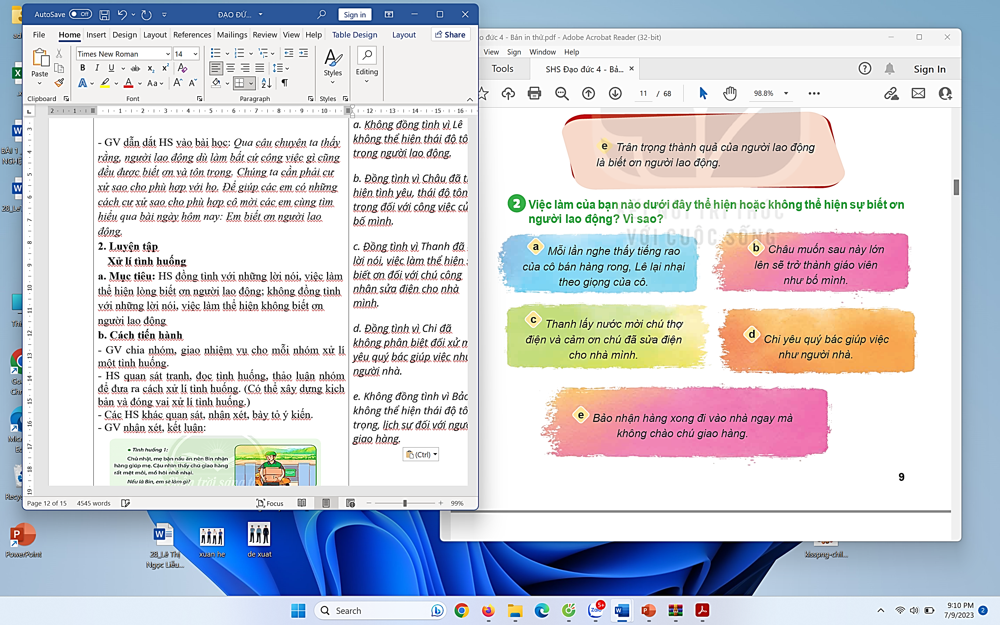 AutoSave Off ĐẠO ĐỨ... Sign in
File Home Insert Design Layout References Mailings Review View Help Table Design Layout Share
Paste
Times New Roman 14
Styles
Editing
Clipboard Font Paragraph Styles
- GV dẫn dắt HS vào bài học: Qua câu chuyện ta thấy
rằng, người lao động dù làm bất cứ công việc gì cũng
đều được biết ơn và tôn trọng. Chúng ta cần phải cư
xử sao cho phù hợp với họ. Để giúp các em có những
cách cư xử sao cho phù hợp cô mời các em cùng tìm
hiểu qua bài ngày hôm nay: Em biết ơn người lao
động.
2. Luyện tập
Xử lí tình huống
a. Mục tiêu: HS đồng tình với những lời nói, việc làm
thể hiện lòng biết ơn người lao động; không đồng tình
với những lời nói, việc làm thể hiện không biết ơn
người lao động
b. Cách tiến hành
- GV chia nhóm, giao nhiệm vụ cho mỗi nhóm xử lí
một tình huống.
- HS quan sát tranh, đọc tình huống, thảo luận nhóm
để đưa ra cách xử lí tình huống. (Có thể xây dựng kịch
bản và đóng vai xử lí tình huống.)
- Các HS khác quan sát, nhận xét, bày tỏ ý kiến.
- GV nhận xét, kết luận:
• Tình huống 1:
Chủ nhật, mẹ bận nấu ăn nên Bin nhận
hàng giúp mẹ. Cậu nhìn thấy chú giao hàng
rất mệt mỏi, mồ hôi nhễ nhại.
Nếu là Bin, em sẽ làm gì?
a. Không đồng tình vì Lê
không thể hiện thái độ tô
trọng người lao động.
b. Đồng tình vì Châu đã t
hiện tình yêu, thái độ tôn
trọng đối với công việc củ
bố mình.
c. Đồng tình vì Thanh đã
lời nói, việc làm thể hiện s
biết ơn đối với chú công
nhân sửa điện cho nhà
mình.
d. Đồng tình vì Chi đã
không phân biệt đối xử m
yêu quý bác giúp việc như
người nhà.
e. Không đồng tình vì Bảo
không thể hiện thái độ tô
trọng, lịch sự đối với ngườ
giao hàng.
(Ctrl)
Page 12 of 15 4545 words Focus 99%
o đức 4 - Bản in thử.pdf - Adobe Acrobat Reader (32-bit)
View Sign Window Help
Tools SHS Đạo đức 4 - Bả... × Sign In
11 / 68 98.8%
e Trân trọng thành quả của người lao động
là biết ơn người lao động.
KẾT NỐI TRI THỨC
VỚI CUỘC SỐNG
2 Việc làm của bạn nào dưới đây thể hiện hoặc không thể hiện sự biết ơn
người lao động? Vì sao?
a Mỗi lần nghe thấy tiếng rao
của cô bán hàng rong, Lê lại nhại
theo giọng của cô.
b Châu muốn sau này lớn
lên sẽ trở thành giáo viên
như bố mình.
c Thanh lấy nước mời chú thợ
điện và cảm ơn chú đã sửa điện
cho nhà mình.
d Chi yêu quý bác giúp việc
như người nhà.
e Bảo nhận hàng xong đi vào nhà ngay mà
không chào chú giao hàng.
9
PowerPoint
28_Lê Thị
Ngọc Liễu...
xuan he
de xuat
kisspng-chil...
Search
5+
Zalo
9:10 PM
7/9/2023
2